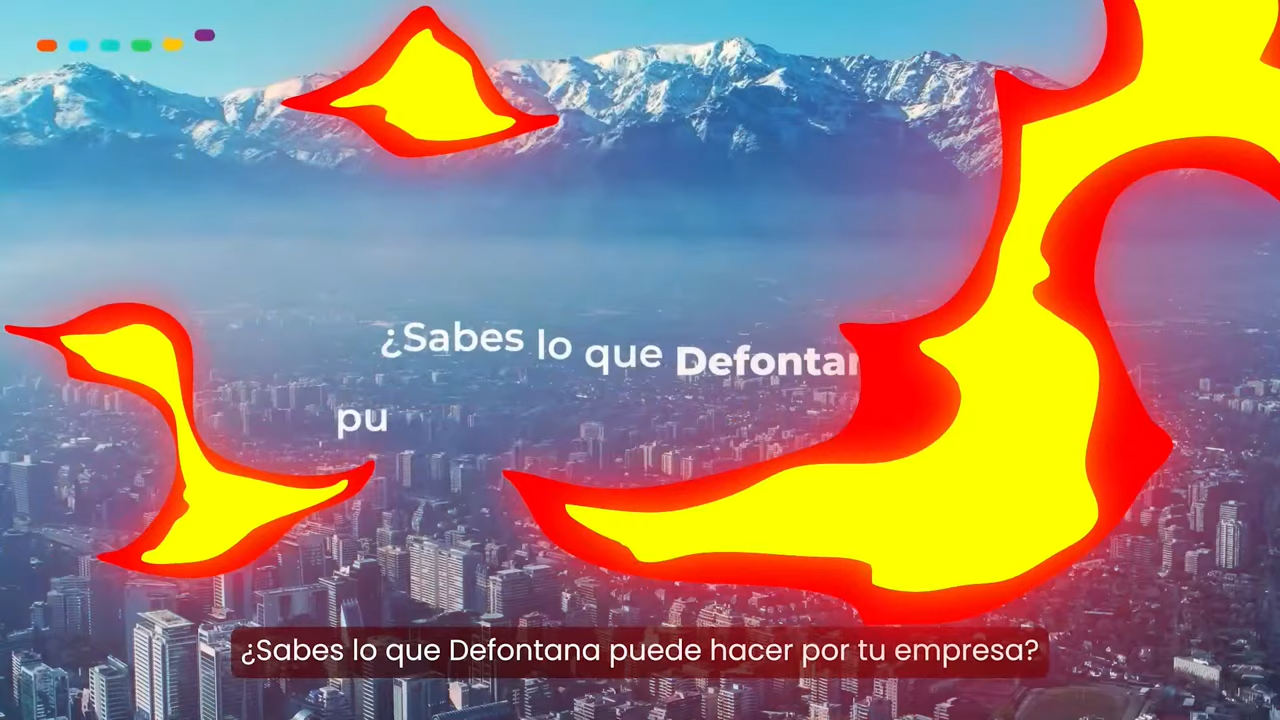 ¿Sabes lo que Defontan
pu
¿Sabes lo que Defontana puede hacer por tu empresa?